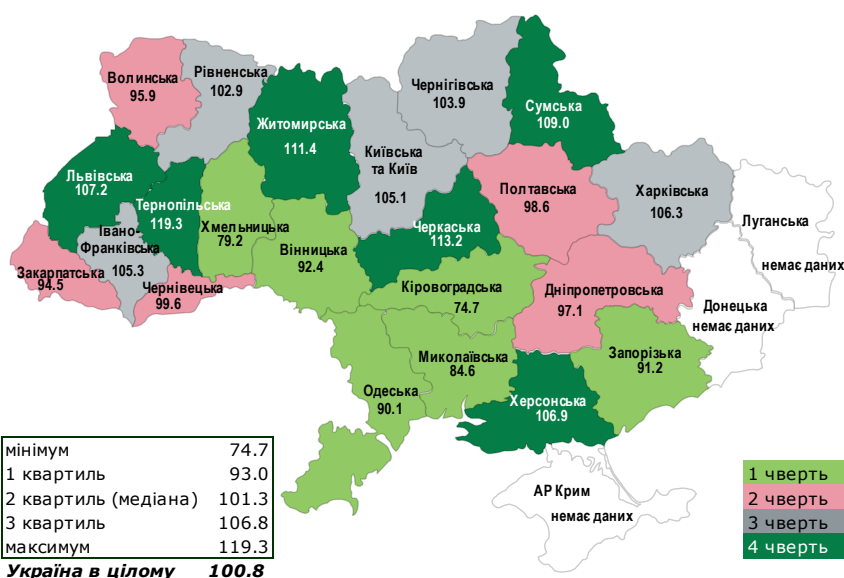 Волинська
95.9
Рівненська
102.9
Житомирська
111.4
Київська
та Київ
105.1
Чернігівська
103.9
Сумська
109.0
Львівська
107.2
Тернопільська
119.3
Хмельницька
79.2
Вінницька
92.4
Івано-
Франківська
105.3
Закарпатська
94.5
Чернівецька
99.6
Черкаська
113.2
Полтавська
98.6
Харківська
106.3
Луганська
немає даних
Донецька
немає даних
Кіровоградська
74.7
Дніпропетровська
97.1
Запорізька
91.2
Миколаївська
84.6
Одеська
90.1
Херсонська
106.9
АР Крим
немає даних
мінімум 74.7
1 квартиль 93.0
2 квартиль (медіана) 101.3
3 квартиль 106.8
максимум 119.3
Україна в цілому 100.8
1 чверть
2 чверть
3 чверть
4 чверть